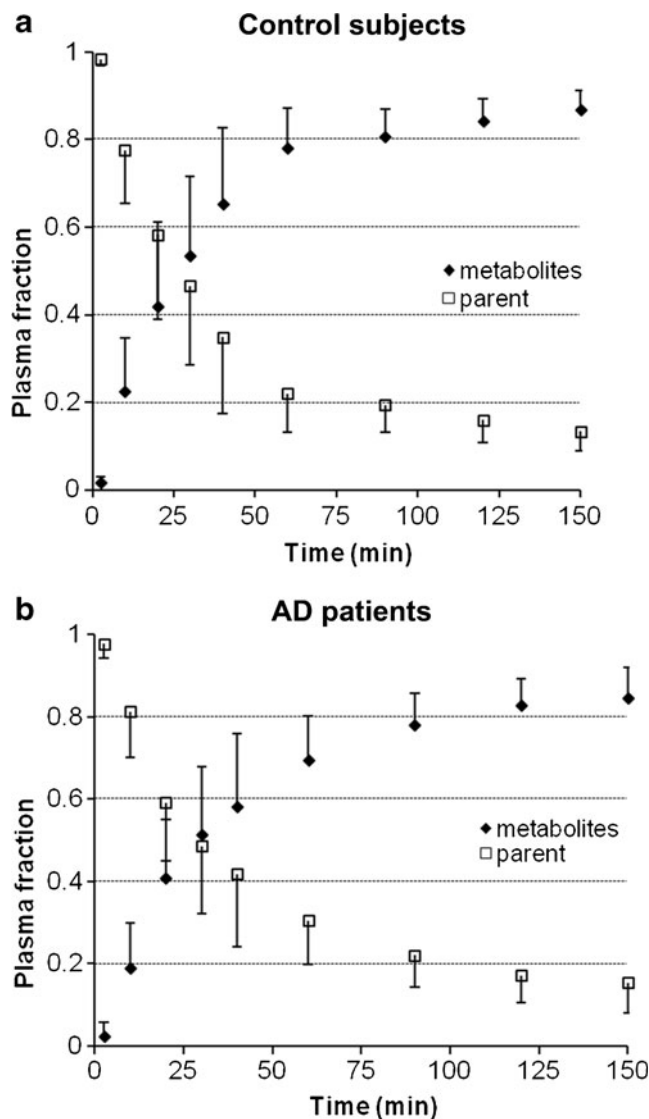 a
Control subjects
1
0.8
0.6
0.4
0.2
0
Plasma fraction
metabolites
parent
0 25 50 75 100 125 150
Time (min)
b
AD patients
1
0.8
0.6
0.4
0.2
0
Plasma fraction
metabolites
parent
0 25 50 75 100 125 150
Time (min)